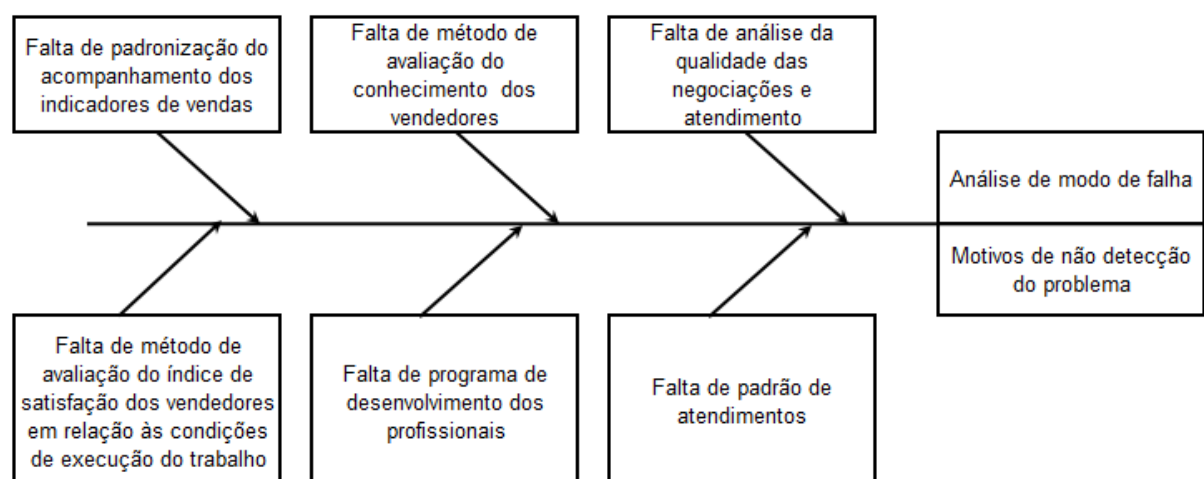 Falta de padronização do
acompanhamento dos
indicadores de vendas
Falta de método de
avaliação do
conhecimento dos
vendedores
Falta de análise da
qualidade das
negociações e
atendimento
Análise de modo de falha
Motivos de não detecção
do problema
Falta de método de
avaliação do índice de
satisfação dos vendedores
em relação às condições
de execução do trabalho
Falta de programa de
desenvolvimento dos
profissionais
Falta de padrão de
atendimentos